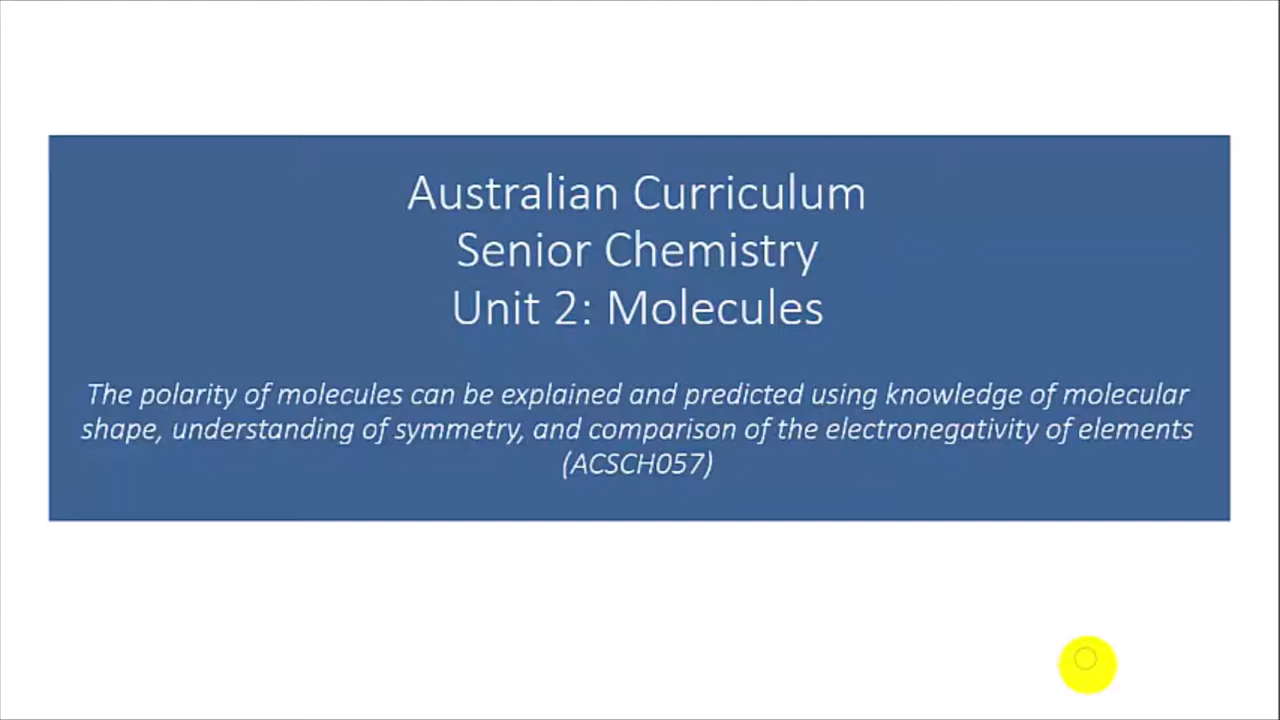 Australian Curriculum
Senior Chemistry
Unit 2: Molecules
The polarity of molecules can be explained and predicted using knowledge of molecular
shape, understanding of symmetry, and comparison of the electronegativity of elements
(ACSCH057)